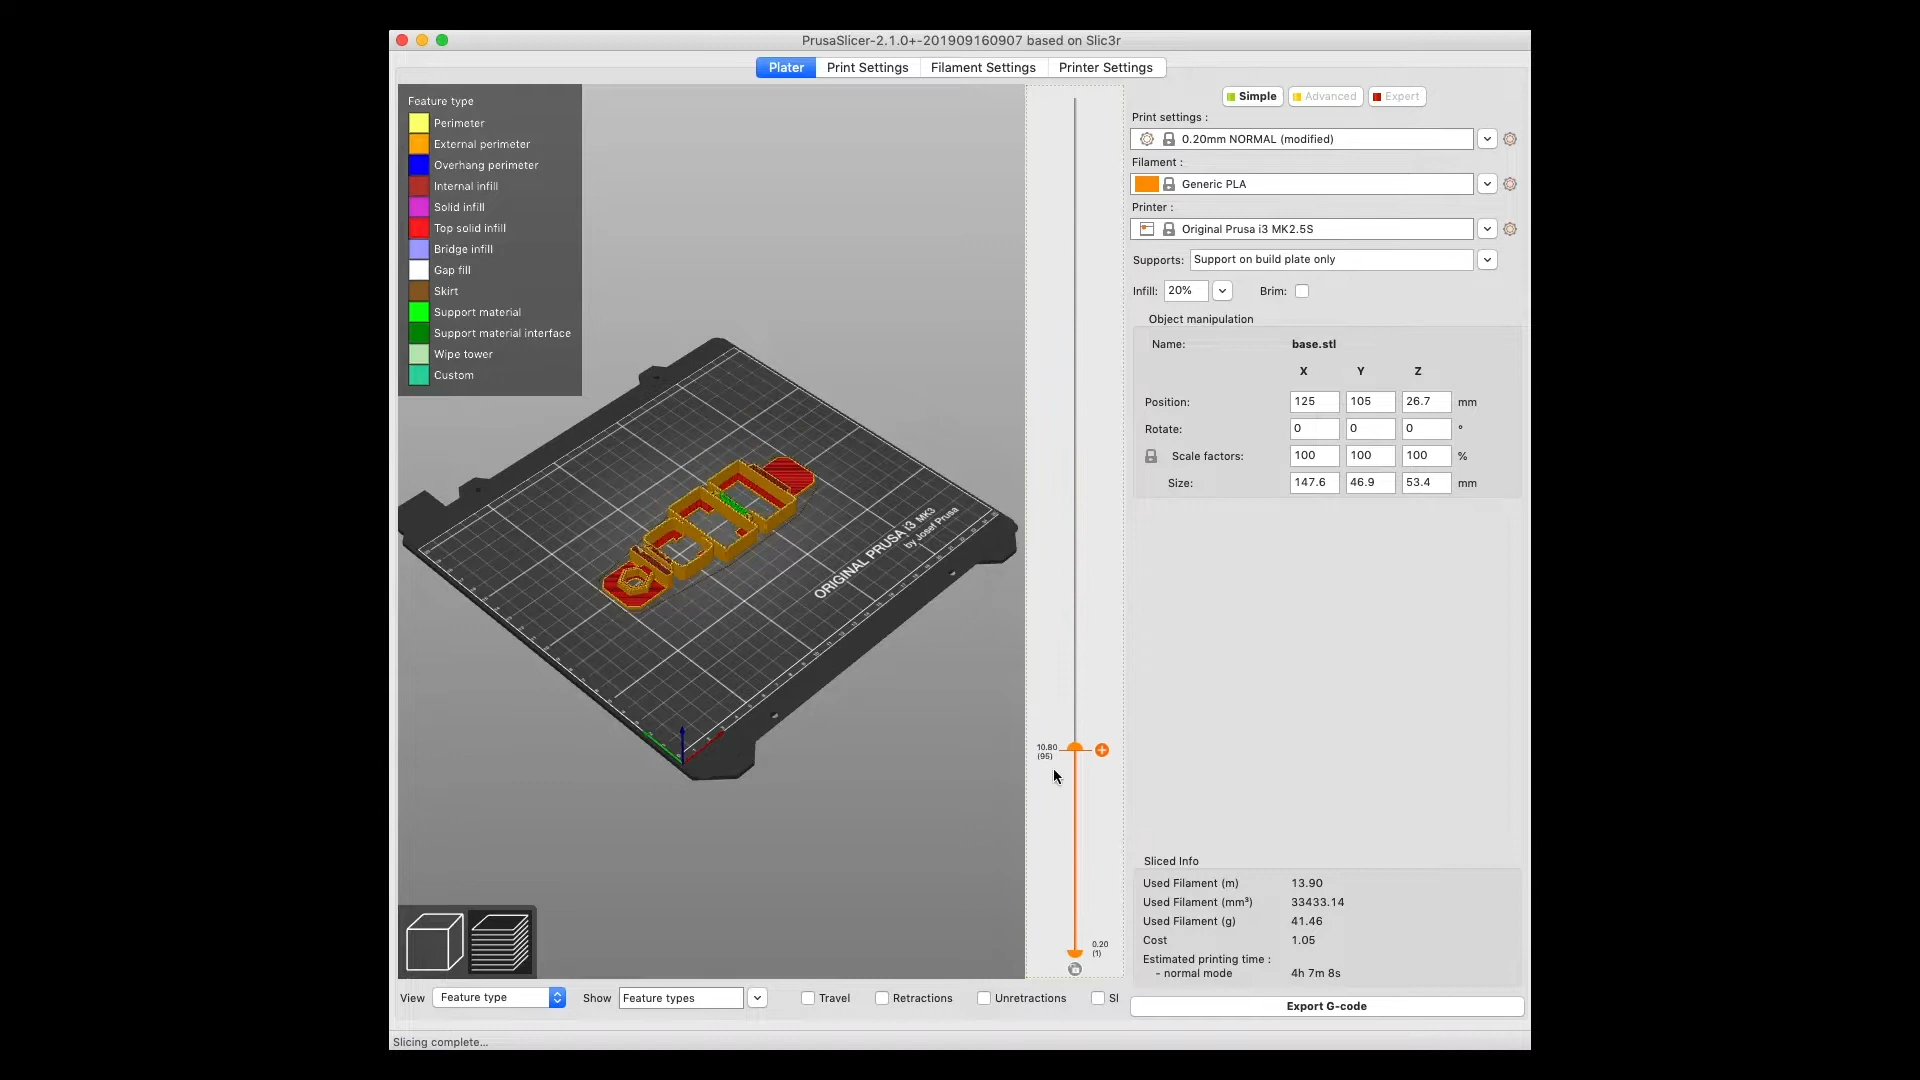 PrusaSlicer-2.1.0+-201909160907 based on Slic3r
Plater Print Settings Filament Settings Printer Settings
Feature type
Perimeter
External perimeter
Overhang perimeter
Internal infill
Solid infill
Top solid infill
Bridge infill
Gap fill
Skirt
Support material
Support material interface
Wipe tower
Custom
ORIGINAL PRUSA i3 MK3
by Josef Prusa
10.80
(95)
0.20
(1)
Simple Advanced Expert
Print settings :
0.20mm NORMAL (modified)
Filament :
Generic PLA
Printer :
Original Prusa i3 MK2.5S
Supports: Support on build plate only
Infill: 20% Brim:
Object manipulation
Name: base.stl
X Y Z
Position: 125 105 26.7 mm
Rotate: 0 0 0 °
Scale factors: 100 100 100 %
Size: 147.6 46.9 53.4 mm
Sliced Info
Used Filament (m) 13.90
Used Filament (mm³) 33433.14
Used Filament (g) 41.46
Cost 1.05
Estimated printing time :
- normal mode 4h 7m 8s
View Feature type Show Feature types Travel Retractions Unretractions Sl
Export G-code
Slicing complete...